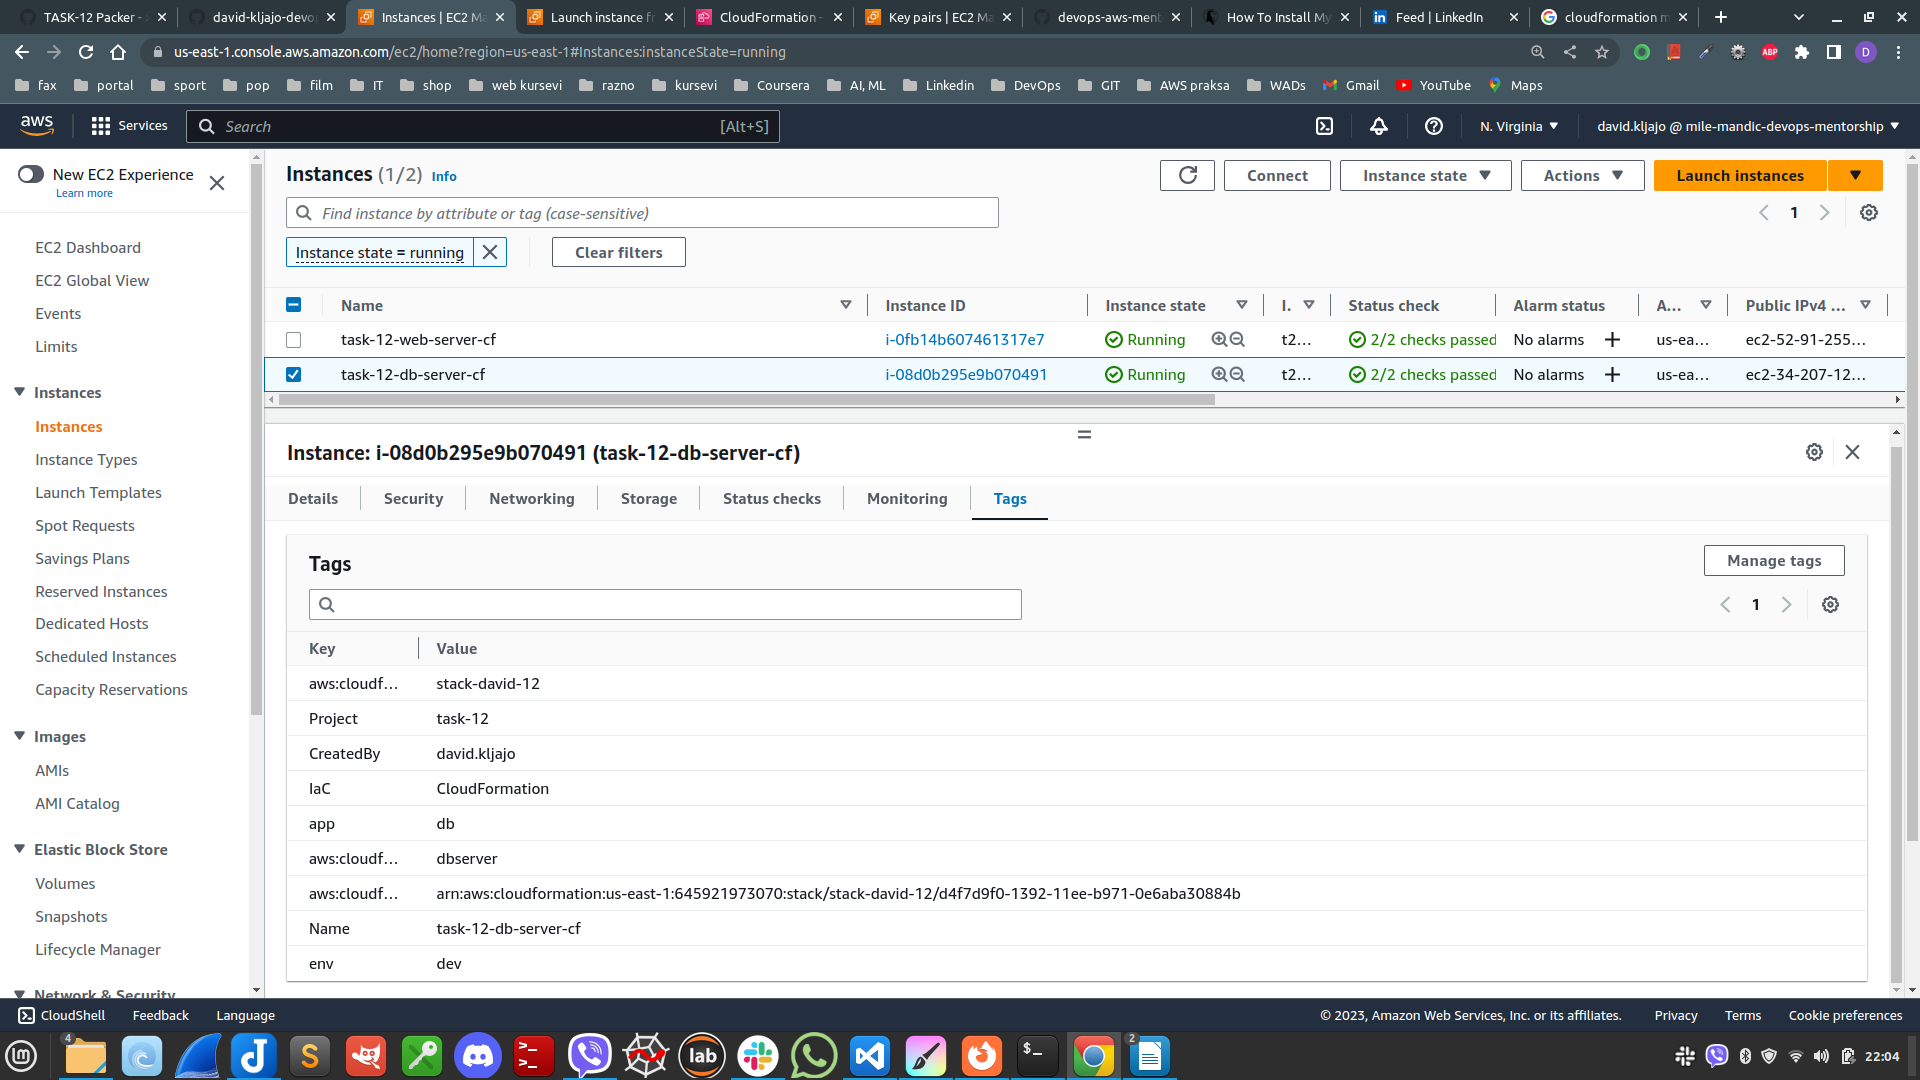 TASK-12 Packer -
david-kljajo-devop
Instances | EC2 Ma
Launch instance fr
CloudFormation -
Key pairs | EC2 Ma
devops-aws-ment
How To Install My
Feed | LinkedIn
cloudformation m
us-east-1.console.aws.amazon.com/ec2/home?region=us-east-1#Instances:instanceState=running
ABP
D
fax portal sport pop film IT shop web kursevi razno kursevi Coursera AI, ML Linkedin DevOps GIT AWS praksa WADs Gmail YouTube Maps
aws Services Search [Alt+S] N. Virginia david.kljajo @ mile-mandic-devops-mentorship
New EC2 Experience
Learn more
EC2 Dashboard
EC2 Global View
Events
Limits
Instances
Instances
Instance Types
Launch Templates
Spot Requests
Savings Plans
Reserved Instances
Dedicated Hosts
Scheduled Instances
Capacity Reservations
Images
AMIs
AMI Catalog
Elastic Block Store
Volumes
Snapshots
Lifecycle Manager
Network & Security
Instances (1/2) Info
Connect Instance state Actions Launch instances
Find instance by attribute or tag (case-sensitive)
1
Instance state = running Clear filters
Name Instance ID Instance state I. Status check Alarm status A... Public IPv4 ...
task-12-web-server-cf i-0fb14b607461317e7 Running t2... 2/2 checks passed No alarms us-ea... ec2-52-91-255...
task-12-db-server-cf i-08d0b295e9b070491 Running t2... 2/2 checks passed No alarms us-ea... ec2-34-207-12...
Instance: i-08d0b295e9b070491 (task-12-db-server-cf)
Details Security Networking Storage Status checks Monitoring Tags
Tags
Manage tags
1
Key Value
aws:cloudf... stack-david-12
Project task-12
CreatedBy david.kljajo
IaC CloudFormation
app db
aws:cloudf... dbserver
aws:cloudf... arn:aws:cloudformation:us-east-1:645921973070:stack/stack-david-12/d4f7d9f0-1392-11ee-b971-0e6aba30884b
Name task-12-db-server-cf
env dev
CloudShell Feedback Language © 2023, Amazon Web Services, Inc. or its affiliates. Privacy Terms Cookie preferences
4
lab
2
22:04